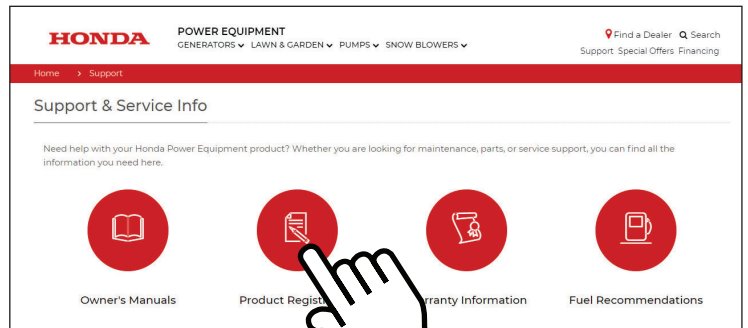 HONDA
POWER EQUIPMENT
GENERATORS LAWN & GARDEN PUMPS SNOW BLOWERS
Find a Dealer Search
Support Special Offers Financing
Home > Support
Support & Service Info
Need help with your Honda Power Equipment product? Whether you are looking for maintenance, parts, or service support, you can find all the
information you need here.
Owner's Manuals
Product
Information
Fuel Recommendations